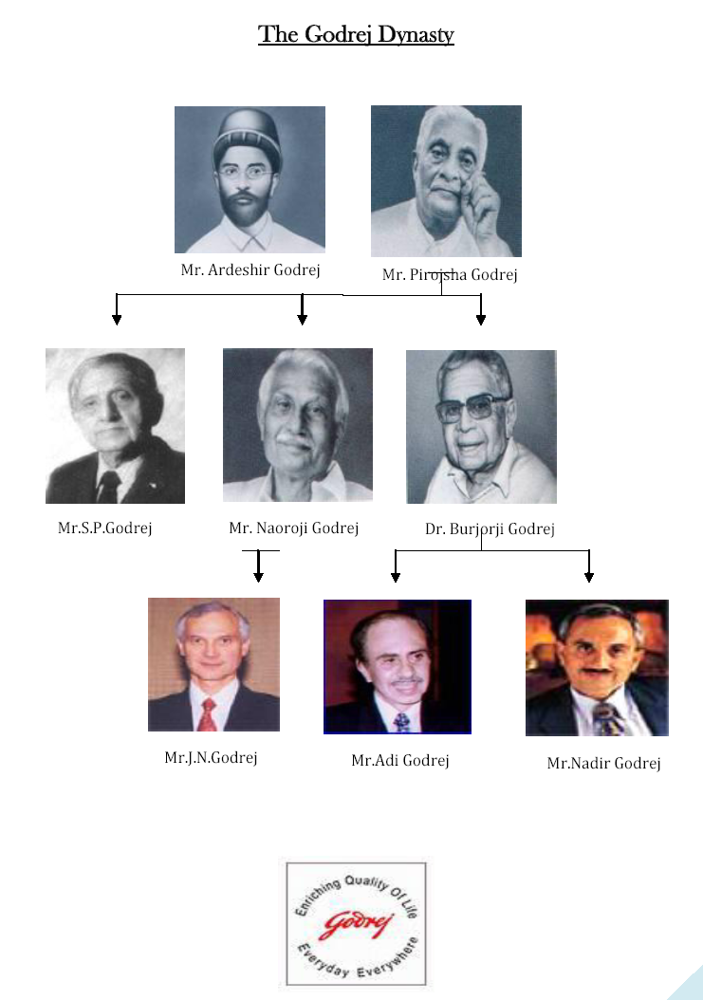 The Godrej Dynasty
Mr. Ardeshir Godrej
Mr. Pirojsha Godrej
Mr.S.P.Godrej
Mr. Naoroji Godrej
Dr. Burjorji Godrej
Mr.J.N.Godrej
Mr.Adi Godrej
Mr.Nadir Godrej
Enriching Quality Of Life
Godrej
Everyday Everywhere